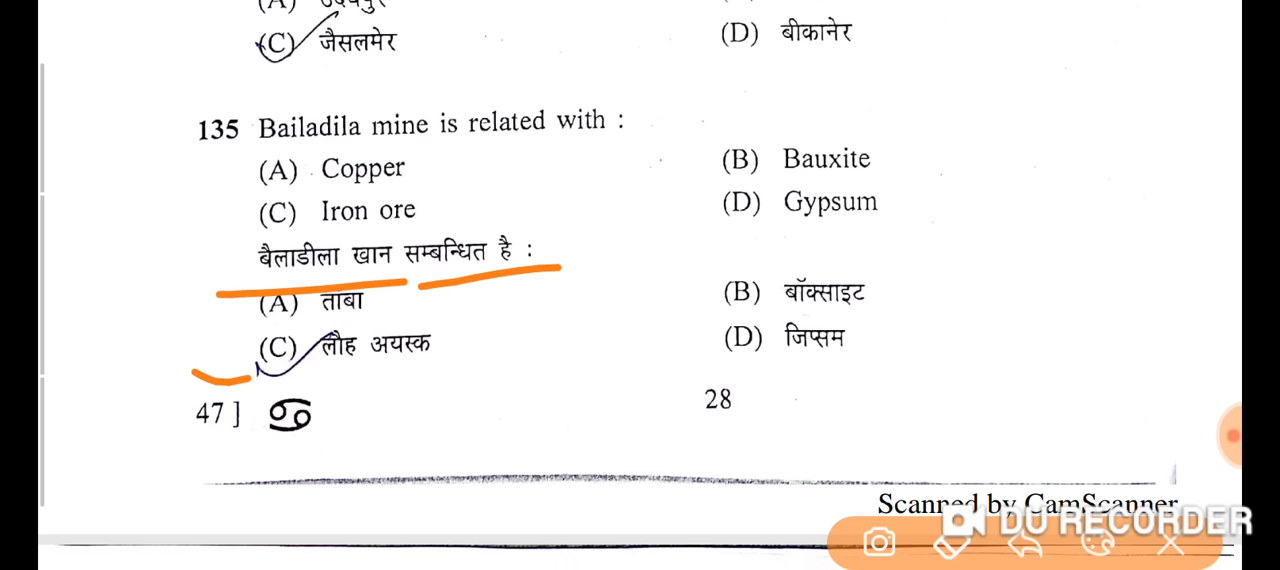 (A) उदयपुर
(C) जैसलमेर (D) बीकानेर
135 Bailadila mine is related with :
(A) Copper (B) Bauxite
(C) Iron ore (D) Gypsum
बैलाडीला खान सम्बन्धित है :
(A) ताबा (B) बॉक्साइट
(C) लौह अयस्क (D) जिप्सम
47 ] 28
Scanned by CamScanner
DU RECORDER